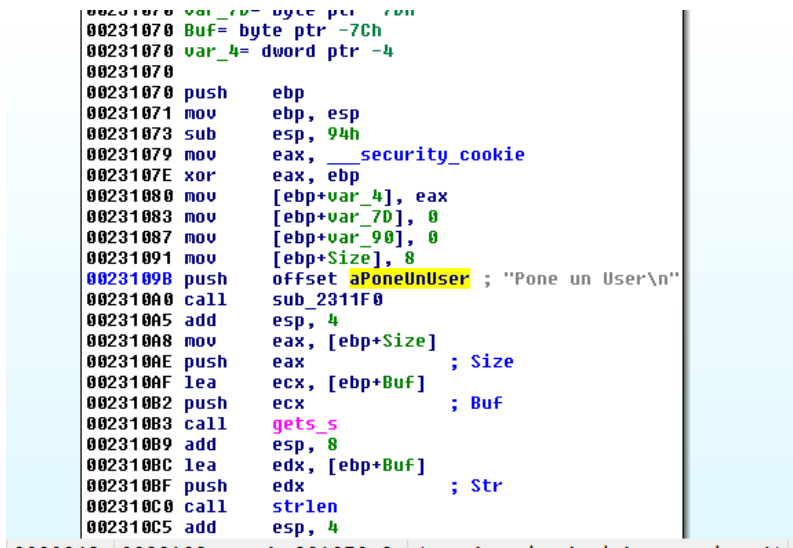 00231070 var_7D= byte ptr -7Dh
00231070 Buf= byte ptr -7Ch
00231070 var_4= dword ptr -4
00231070
00231070 push ebp
00231071 mov ebp, esp
00231073 sub esp, 94h
00231079 mov eax, ___security_cookie
0023107E xor eax, ebp
00231080 mov [ebp+var_4], eax
00231083 mov [ebp+var_7D], 0
00231087 mov [ebp+var_90], 0
00231091 mov [ebp+Size], 8
0023109B push offset aPoneUnUser ; "Pone un User\n"
002310A0 call sub_2311F0
002310A5 add esp, 4
002310A8 mov eax, [ebp+Size]
002310AE push eax ; Size
002310AF lea ecx, [ebp+Buf]
002310B2 push ecx ; Buf
002310B3 call gets_s
002310B9 add esp, 8
002310BC lea edx, [ebp+Buf]
002310BF push edx ; Str
002310C0 call strlen
002310C5 add esp, 4